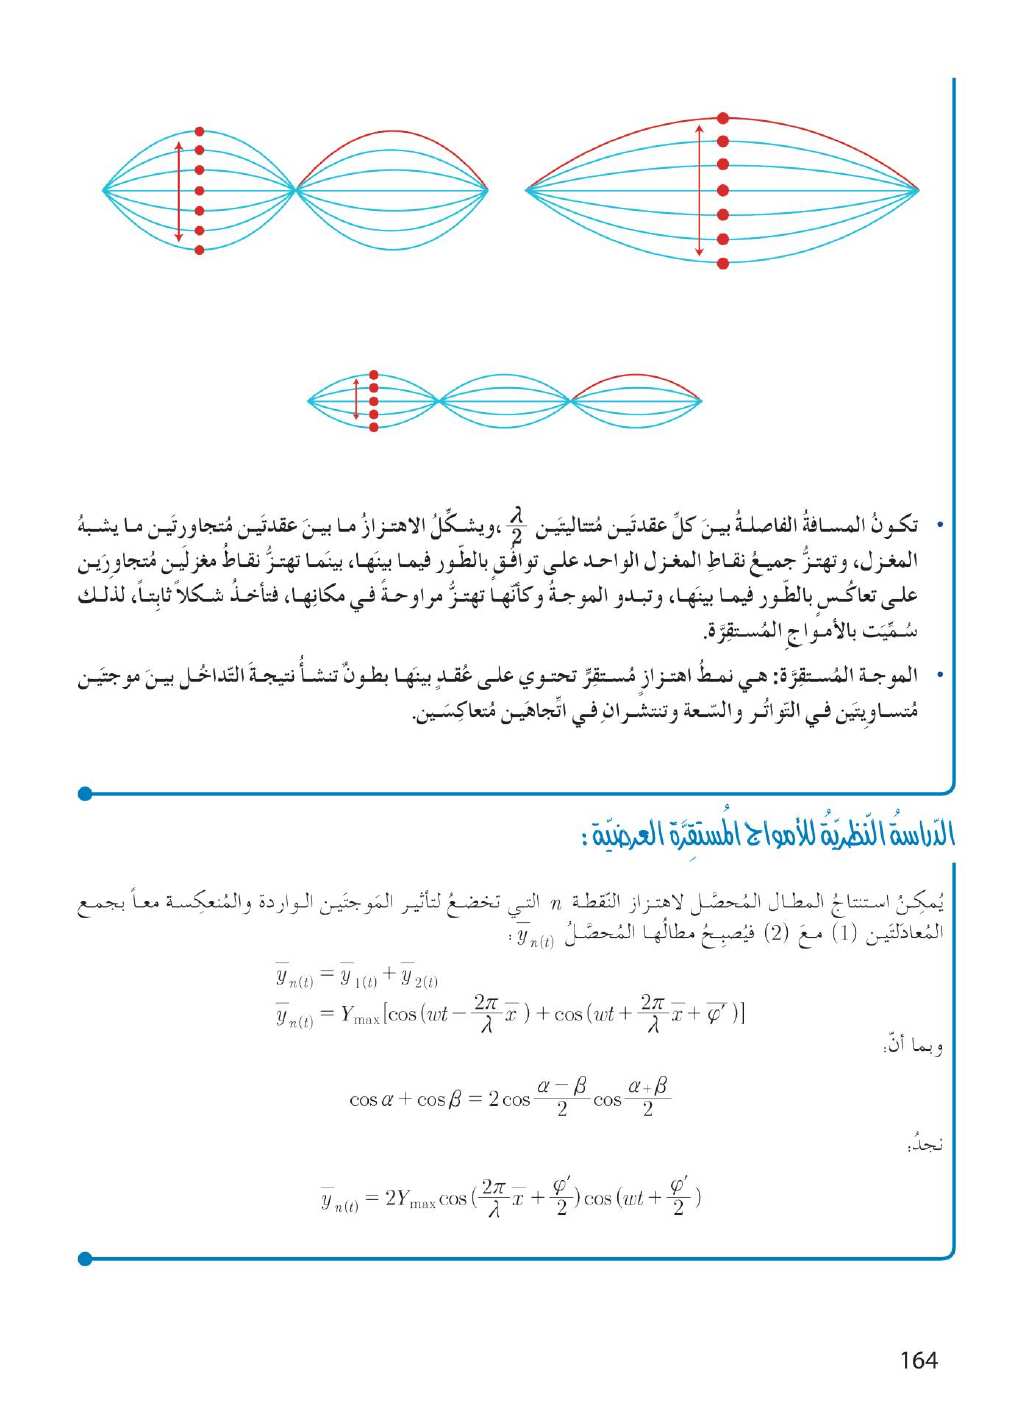 • تكونُ المسافةُ الفاصلةُ بينَ كلِّ عقدتَين مُتتاليتَين λ/2 ،ويشكِّلُ الاهتزازُ ما بينَ عقدتَين مُتجاورتَين ما يشبهُ
المغزل، وتهتزُّ جميعُ نقاطِ المغزل الواحد على توافُقٍ بالطّور فيما بينَها، بينَما تهتزُّ نقاطُ مغزلَين مُتجاورَين
على تعاكُسٍ بالطّور فيما بينَها، وتبدو الموجةُ وكأنّها تهتزُّ مراوحةً في مكانِها، فتأخذُ شكلاً ثابتاً، لذلك
سُمِّيَت بالأمواجِ المُستقِرَّة.
• الموجة المُستقِرَّة: هي نمطُ اهتزازٍ مُستقِرٍّ تحتوي على عُقدٍ بينَها بطونٌ تنشأُ نتيجةَ التّداخُل بينَ موجتَين
مُتساوِيتَين في التّواتُر والسّعة وتنتشرانِ في اتّجاهَين مُتعاكِسَين.
الدّراسةُ النّظريّةُ للأمواج المُستقِرَّة العرضيّة :
يُمكِنُ استنتاجُ المطال المُحصَّل لاهتزاز النّقطة n التي تخضعُ لتأثير المَوجتَين الواردة والمُنعكِسة معاً بجمع
المُعادَلتَين (1) معَ (2) فيُصبِحُ مطالُها المُحصَّلُ y̅ n(t) :
y̅ n(t) = y̅ 1(t) + y̅ 2(t)
y̅ n(t) = Ymax[cos(wt − 2π/λ x̅ ) + cos(wt + 2π/λ x̅ + φ̅′ )]
وبما أنّ:
cos α + cos β = 2 cos (α − β)/2 cos (α + β)/2
نجدُ:
y̅ n(t) = 2Ymax cos (2π/λ x̅ + φ′/2) cos (wt + φ′/2 )
164